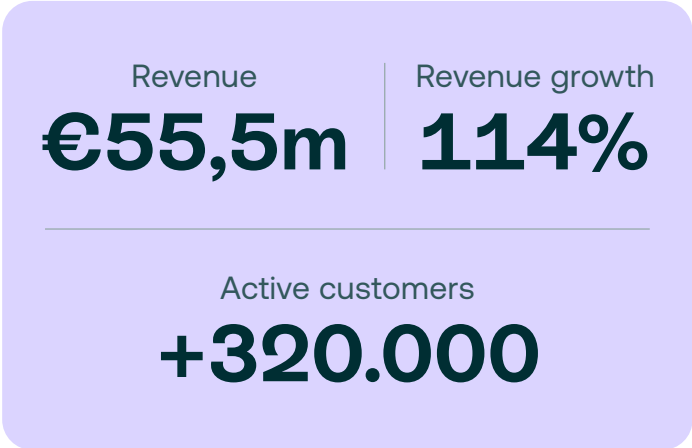 Revenue
€55,5m
Revenue growth
114%
Active customers
+320.000